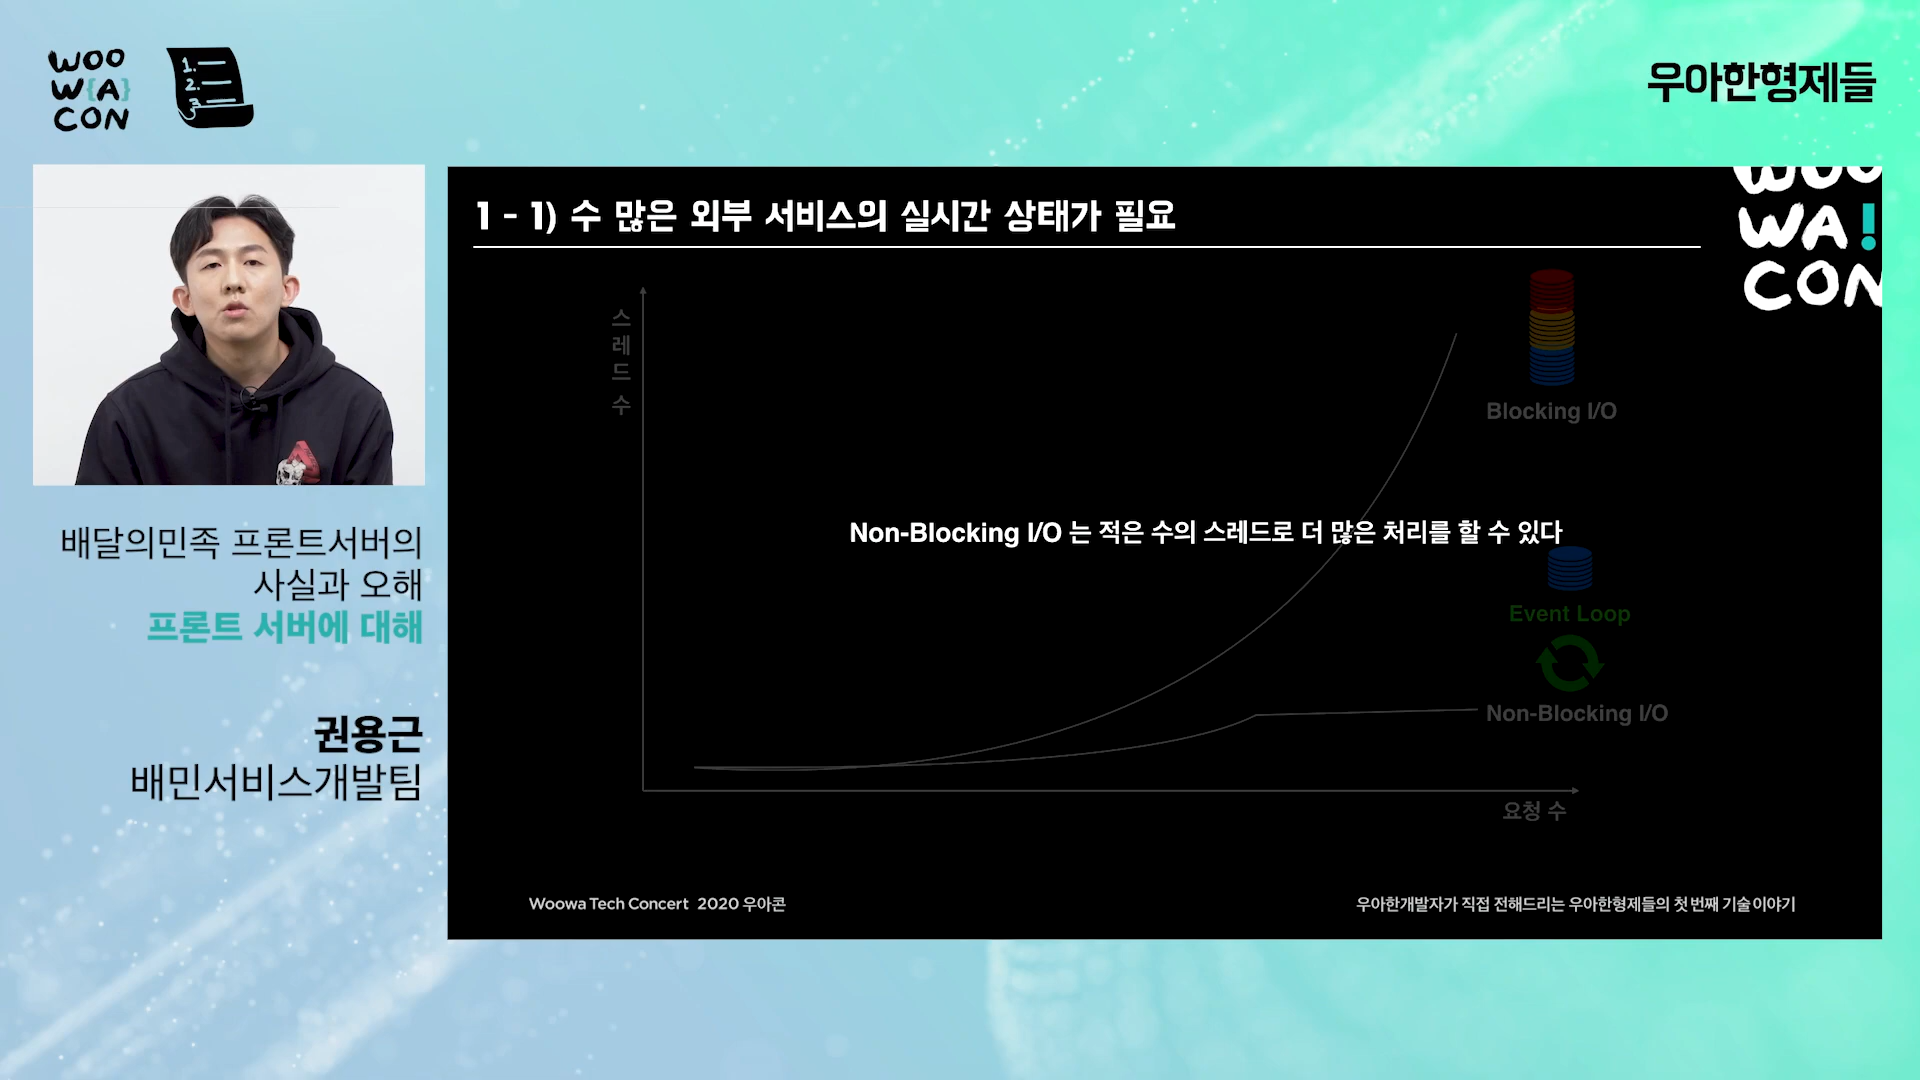 WOO
W{A}
CON
1.
2.
3.
우아한형제들
배달의민족 프론트서버의
사실과 오해
프론트 서버에 대해
권용근
배민서비스개발팀
1 - 1) 수 많은 외부 서비스의 실시간 상태가 필요
WOO
WA!
CON
스레드 수
Blocking I/O
Non-Blocking I/O 는 적은 수의 스레드로 더 많은 처리를 할 수 있다
Event Loop
Non-Blocking I/O
요청 수
Woowa Tech Concert 2020 우아콘
우아한개발자가 직접 전해드리는 우아한형제들의 첫 번째 기술 이야기